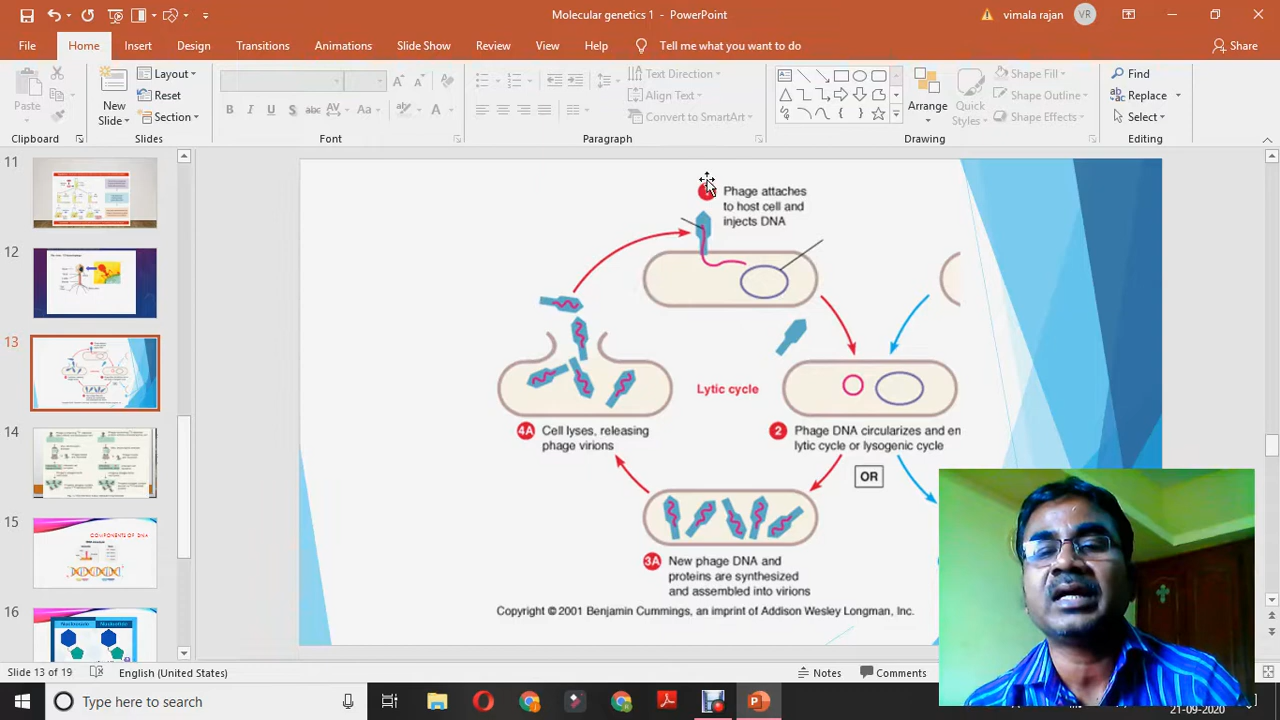 Molecular genetics 1 - PowerPoint
vimala rajan
VR
File
Home
Insert
Design
Transitions
Animations
Slide Show
Review
View
Help
Tell me what you want to do
Share
Paste
New
Slide
Layout
Reset
Section
Text Direction
Align Text
Convert to SmartArt
Arrange
Quick
Styles
Shape Fill
Shape Outline
Shape Effects
Find
Replace
Select
Clipboard
Slides
Font
Paragraph
Drawing
Editing
11
12
13
14
15
COMPONENTS OF DNA
16
Nucleoside Nucleotide
Phage attaches
to host cell and
injects DNA
Lytic cycle
4A Cell lyses, releasing
phage virions
2 Phage DNA circularizes and en
lytic cycle or lysogenic cycle
OR
3A New phage DNA and
proteins are synthesized
and assembled into virions
Copyright © 2001 Benjamin Cummings, an imprint of Addison Wesley Longman, Inc.
Slide 13 of 19
English (United States)
Notes
Comments
Type here to search
21-09-2020